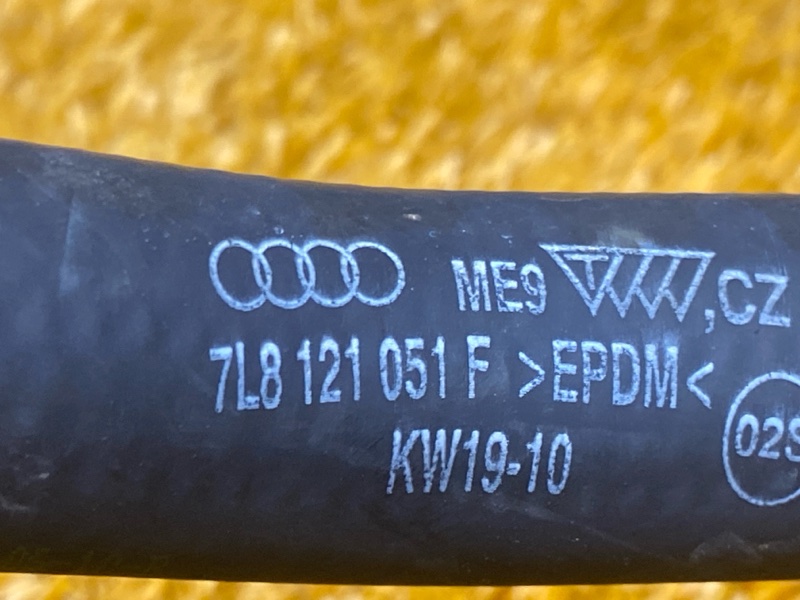 ME9 ,CZ
7L8 121 051 F >EPDM<
02S
KW19-10